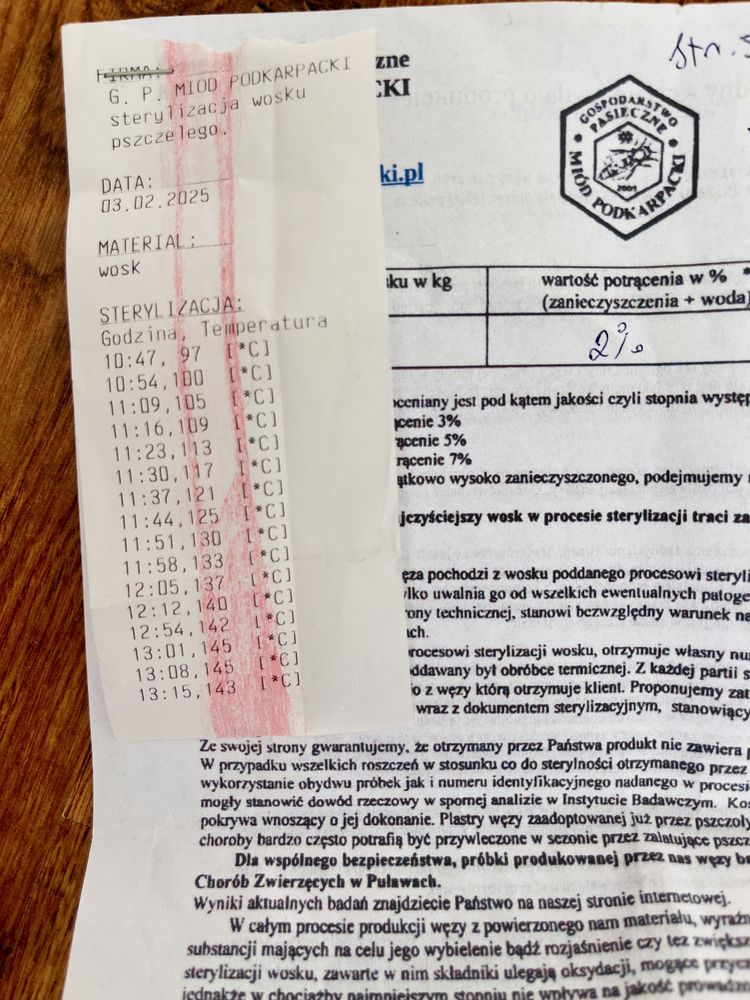 FIRMA:
G. P. MIOD PODKARPACKI
sterylizacja wosku
pszczelego.
DATA:
03.02.2025
MATERIAL:
wosk
STERYLIZACJA:
Godzina, Temperatura
10:47, 97 [*C]
10:54,100 [*C]
11:09,105 [*C]
11:16,109 [*C]
11:23,113 [*C]
11:30,117 [*C]
11:37,121 [*C]
11:44,125 [*C]
11:51,130 [*C]
11:58,133 [*C]
12:05,137 [*C]
12:12,140 [*C]
12:54,142 [*C]
13:01,145 [*C]
13:08,145 [*C]
13:15,143 [*C]
zne
CKI
ki.pl
str.
GOSPODARSTWO
PASIECZNE
2001
MIÓD PODKARPACKI
sku w kg
wartość potrącenia w % *
(zanieczyszczenia + woda)
2%
oceniany jest pod kątem jakości czyli stopnia występ
ącenie 3%
rącenie 5%
rącenie 7%
ątkowo wysoko zanieczyszczonego, podejmujemy
jczyściejszy wosk w procesie sterylizacji traci za
ęza pochodzi z wosku poddanego procesowi steryli
lko uwalnia go od wszelkich ewentualnych patoge
ony technicznej, stanowi bezwzględny warunek na
ch.
rocesowi sterylizacji wosku, otrzymuje własny nu
ddawany był obróbce termicznej. Z każdej partii s
o z węzy którą otrzymuje klient. Proponujemy zat
wraz z dokumentem sterylizacyjnym, stanowiący
Ze swojej strony gwarantujemy, że otrzymany przez Państwa produkt nie zawiera
W przypadku wszelkich roszczeń w stosunku co do sterylności otrzymanego przez
wykorzystanie obydwu próbek jak i numeru identyfikacyjnego nadanego w procesie
mogły stanowić dowód rzeczowy w spornej analizie w Instytucie Badawczym. Kos
pokrywa wnoszący o jej dokonanie. Plastry węzy zaadoptowanej już przez pszczoły
choroby bardzo często potrafią być przywleczone w sezonie przez zalatujące pszcz
Dla wspólnego bezpieczeństwa, próbki produkowanej przez nas węzy ba
Chorób Zwierzęcych w Puławach.
Wyniki aktualnych badań znajdziecie Państwo na naszej stronie internetowej.
W całym procesie produkcji węzy z powierzonego nam materiału, wyraźn
substancji mających na celu jego wybielenie bądź rozjaśnienie czy też zwiększ
sterylizacji wosku, zawarte w nim składniki ulegają oksydacji, mogące przycz
jednakże w chociażby najmniejszym stopniu nie wpływa na jakość prowadzo